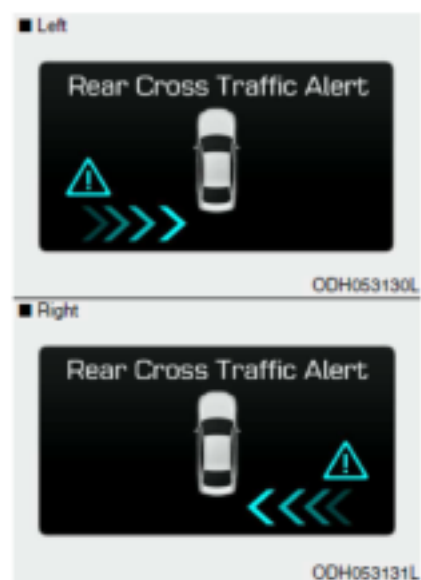 ■ Left
Rear Cross Traffic Alert
ODH053130L
■ Right
Rear Cross Traffic Alert
ODH053131L